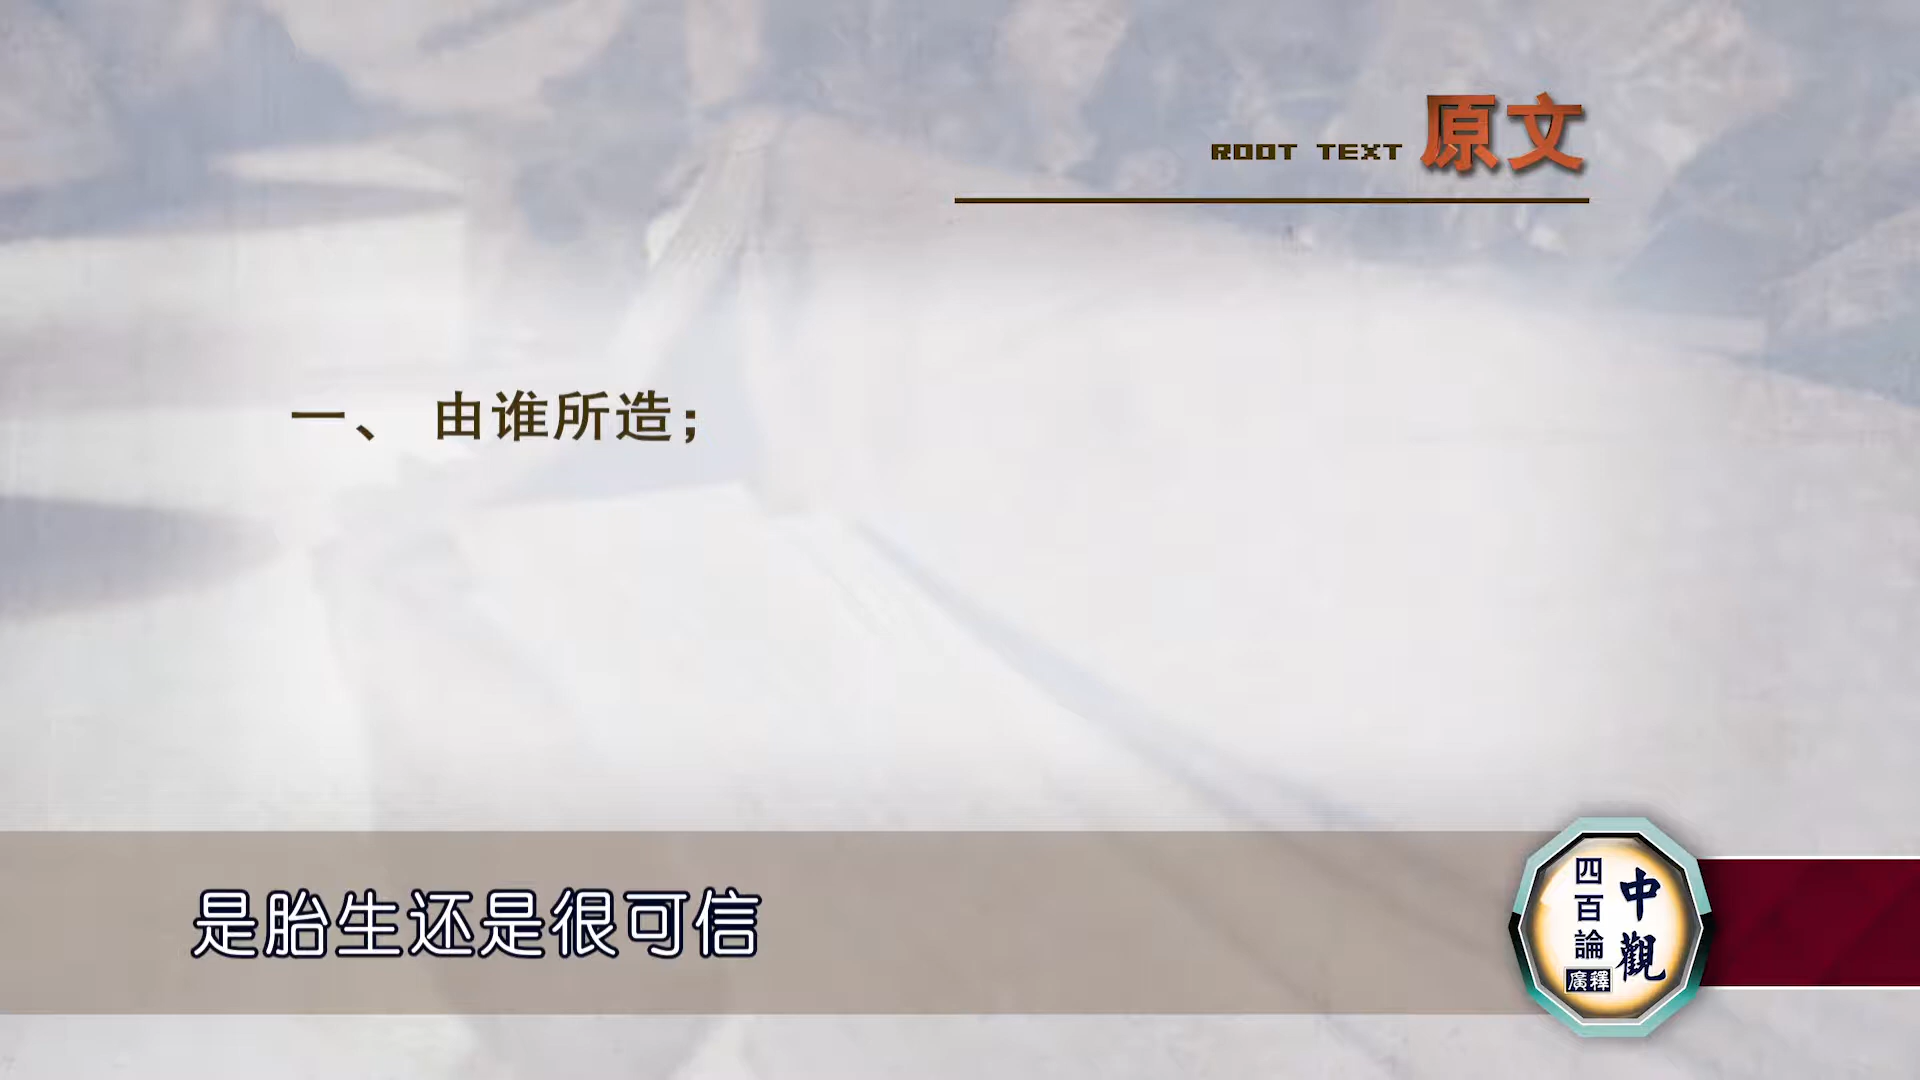 ROOT TEXT 原文
一、 由谁所造；
是胎生还是很可信
中觀
四百論
廣釋